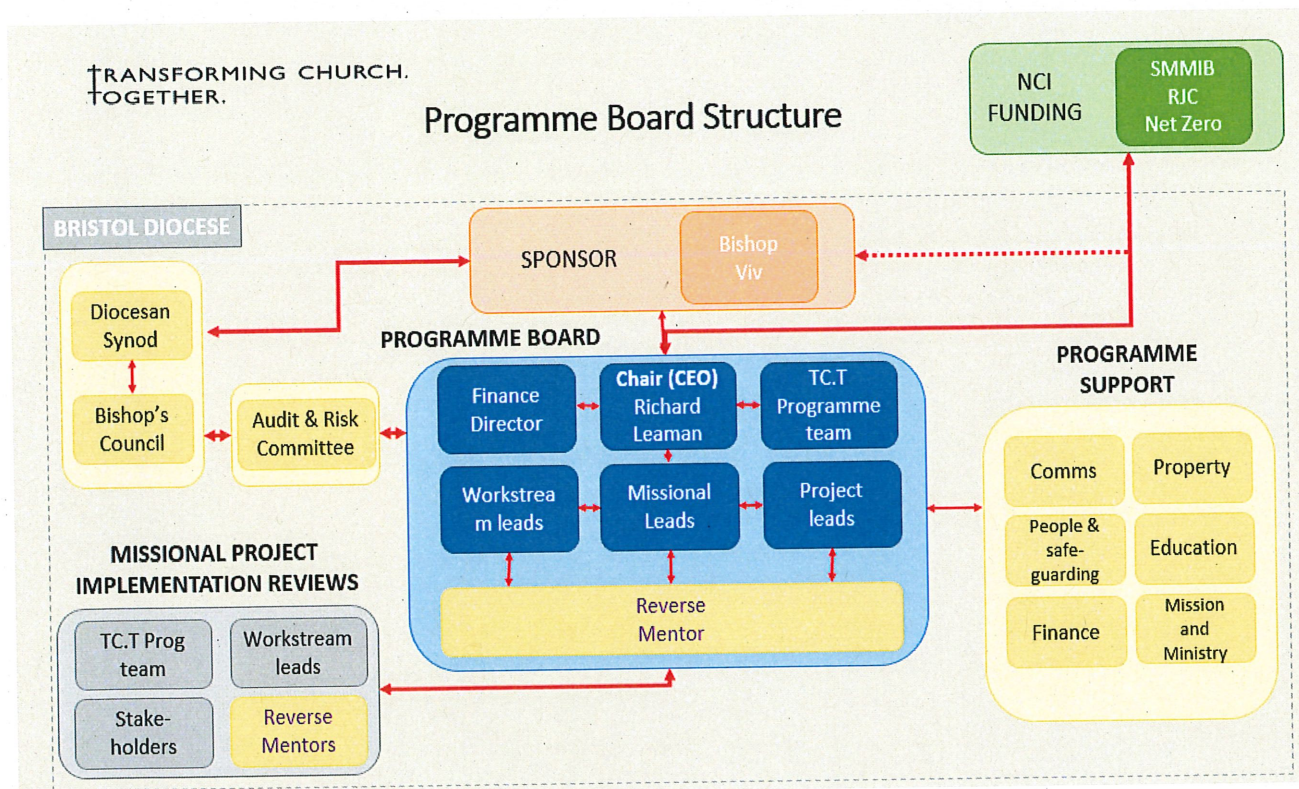 TRANSFORMING CHURCH.
TOGETHER.
Programme Board Structure
NCI
FUNDING
SMMIB
RJC
Net Zero
BRISTOL DIOCESE
SPONSOR
Bishop
Viv
Diocesan
Synod
Bishop's
Council
Audit & Risk
Committee
PROGRAMME BOARD
Finance
Director
Chair (CEO)
Richard
Leaman
TC.T
Programme
team
Workstrea
m leads
Missional
Leads
Project
leads
Reverse
Mentor
PROGRAMME
SUPPORT
Comms
Property
People &
safe-
guarding
Education
Finance
Mission
and
Ministry
MISSIONAL PROJECT
IMPLEMENTATION REVIEWS
TC.T Prog
team
Workstream
leads
Stake-
holders
Reverse
Mentors